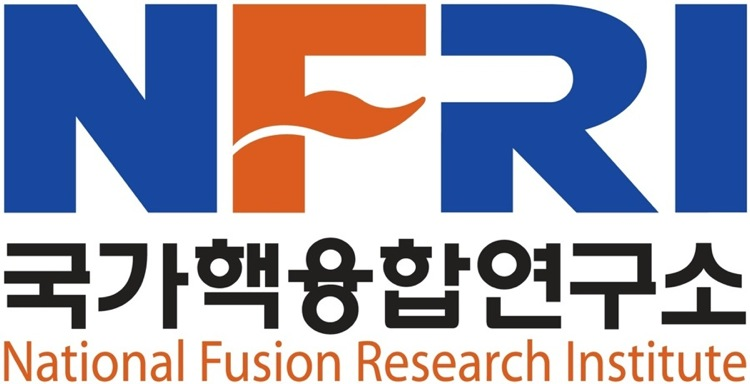 NFRI
국가핵융합연구소
National Fusion Research Institute